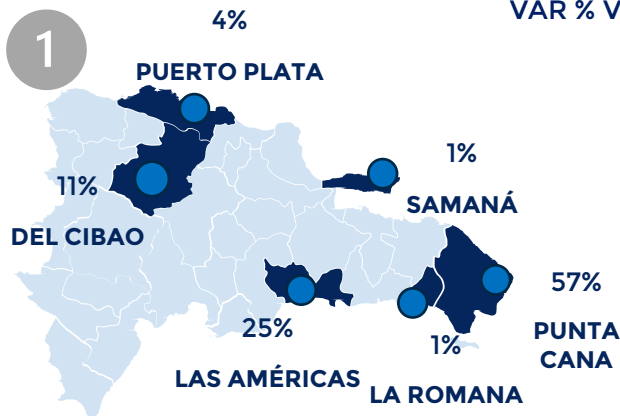 VAR % V
1
4%
PUERTO PLATA
1%
SAMANÁ
11%
DEL CIBAO
57%
PUNTA
CANA
25%
LAS AMÉRICAS
1%
LA ROMANA